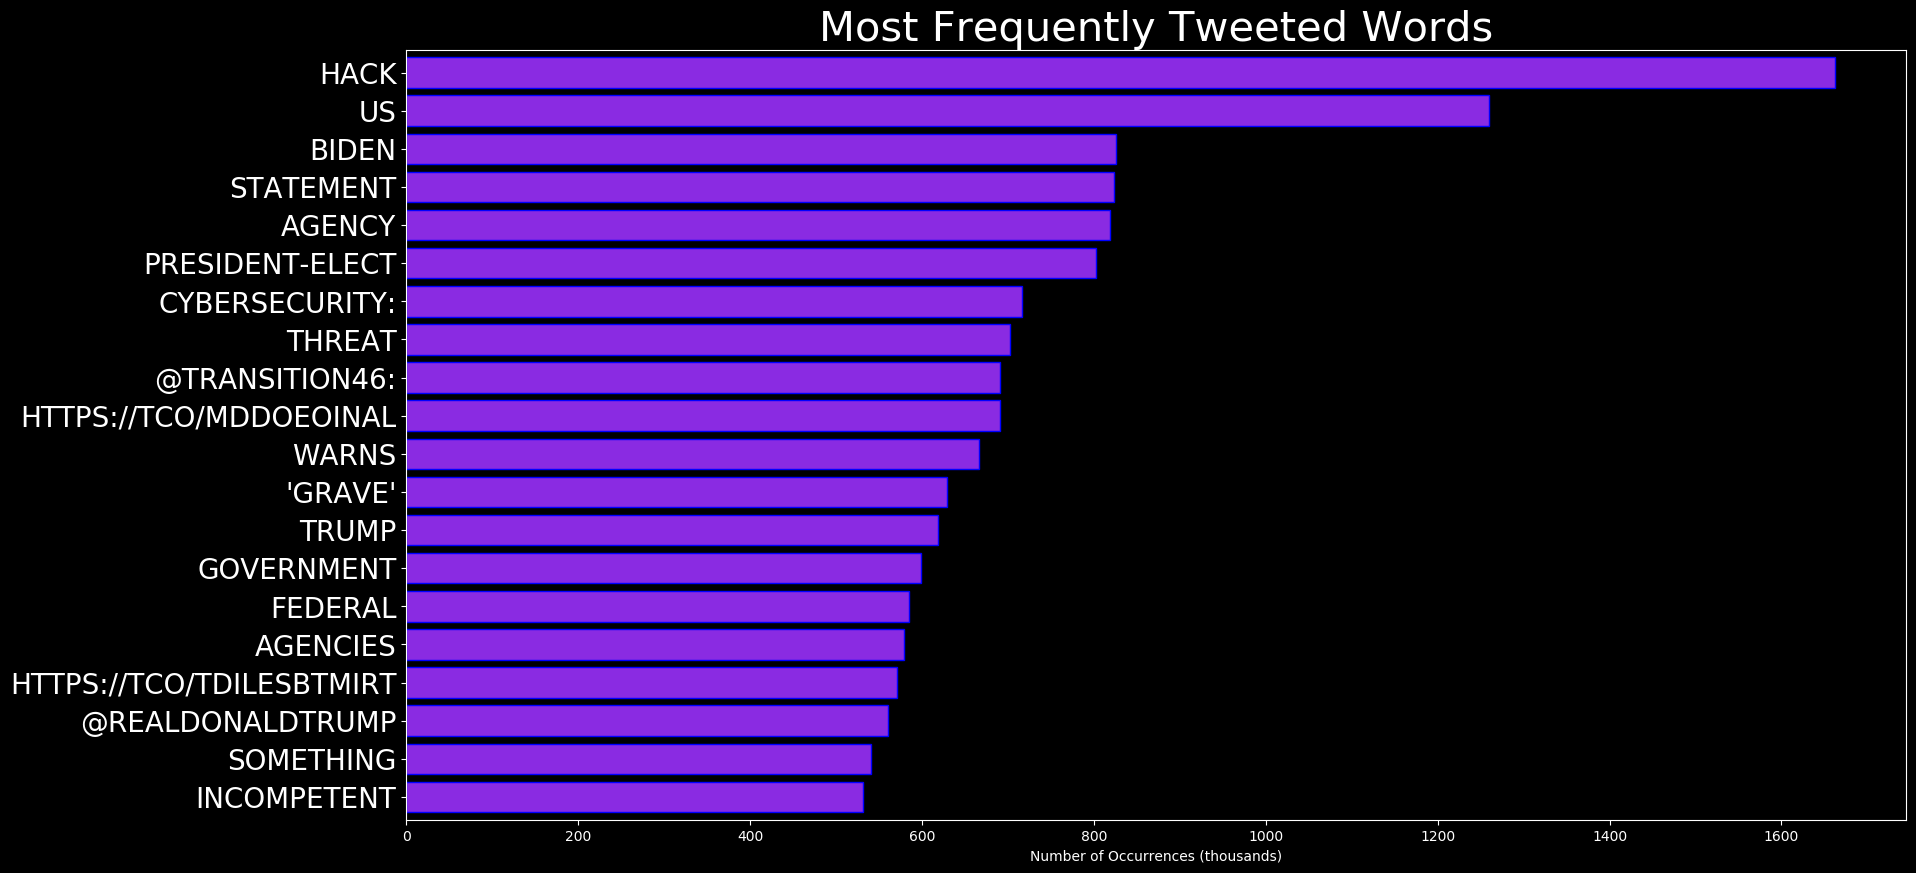 Most Frequently Tweeted Words
HACK
US
BIDEN
STATEMENT
AGENCY
PRESIDENT-ELECT
CYBERSECURITY:
THREAT
@TRANSITION46:
HTTPS://TCO/MDDOEOINAL
WARNS
'GRAVE'
TRUMP
GOVERNMENT
FEDERAL
AGENCIES
HTTPS://TCO/TDILESBTMIRT
@REALDONALDTRUMP
SOMETHING
INCOMPETENT
0 200 400 600 800 1000 1200 1400 1600
Number of Occurrences (thousands)